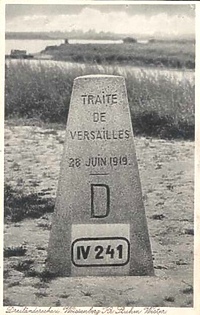 TRAITE
DE
VERSAILLES
28 JUIN 1919
D
IV 241
Dreiländerecke Weissenberg Kr. Stuhm Westpr.